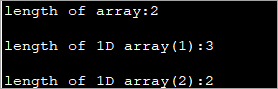 length of array:2
length of 1D array(1):3
length of 1D array(2):2